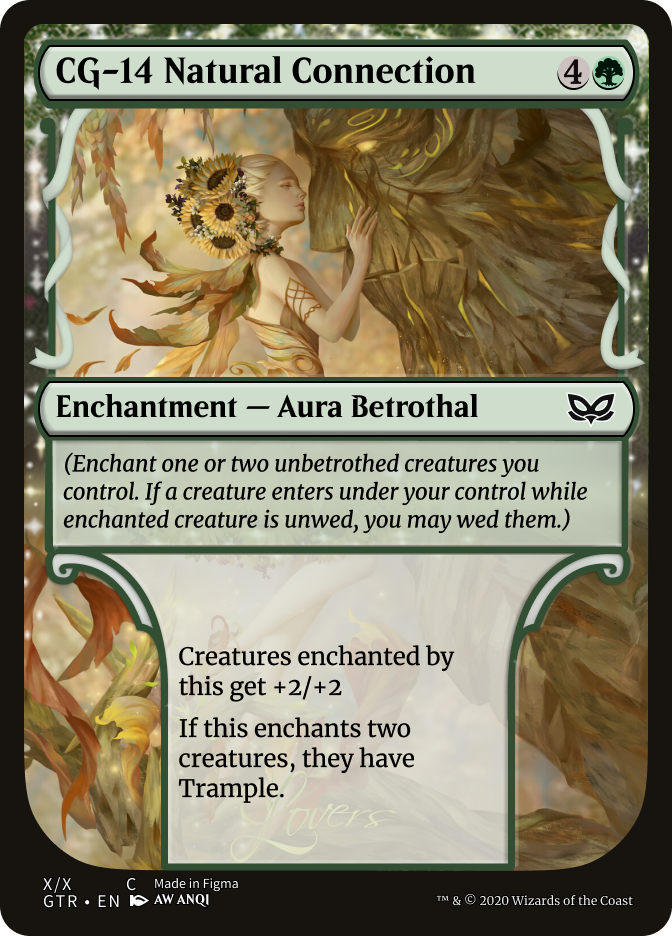 CG-14 Natural Connection 4
Enchantment — Aura Betrothal
(Enchant one or two unbetrothed creatures you
control. If a creature enters under your control while
enchanted creature is unwed, you may wed them.)
Creatures enchanted by
this get +2/+2
If this enchants two
creatures, they have
Trample.
Lovers
X/X C Made in Figma
GTR • EN AW ANQI ™ & © 2020 Wizards of the Coast